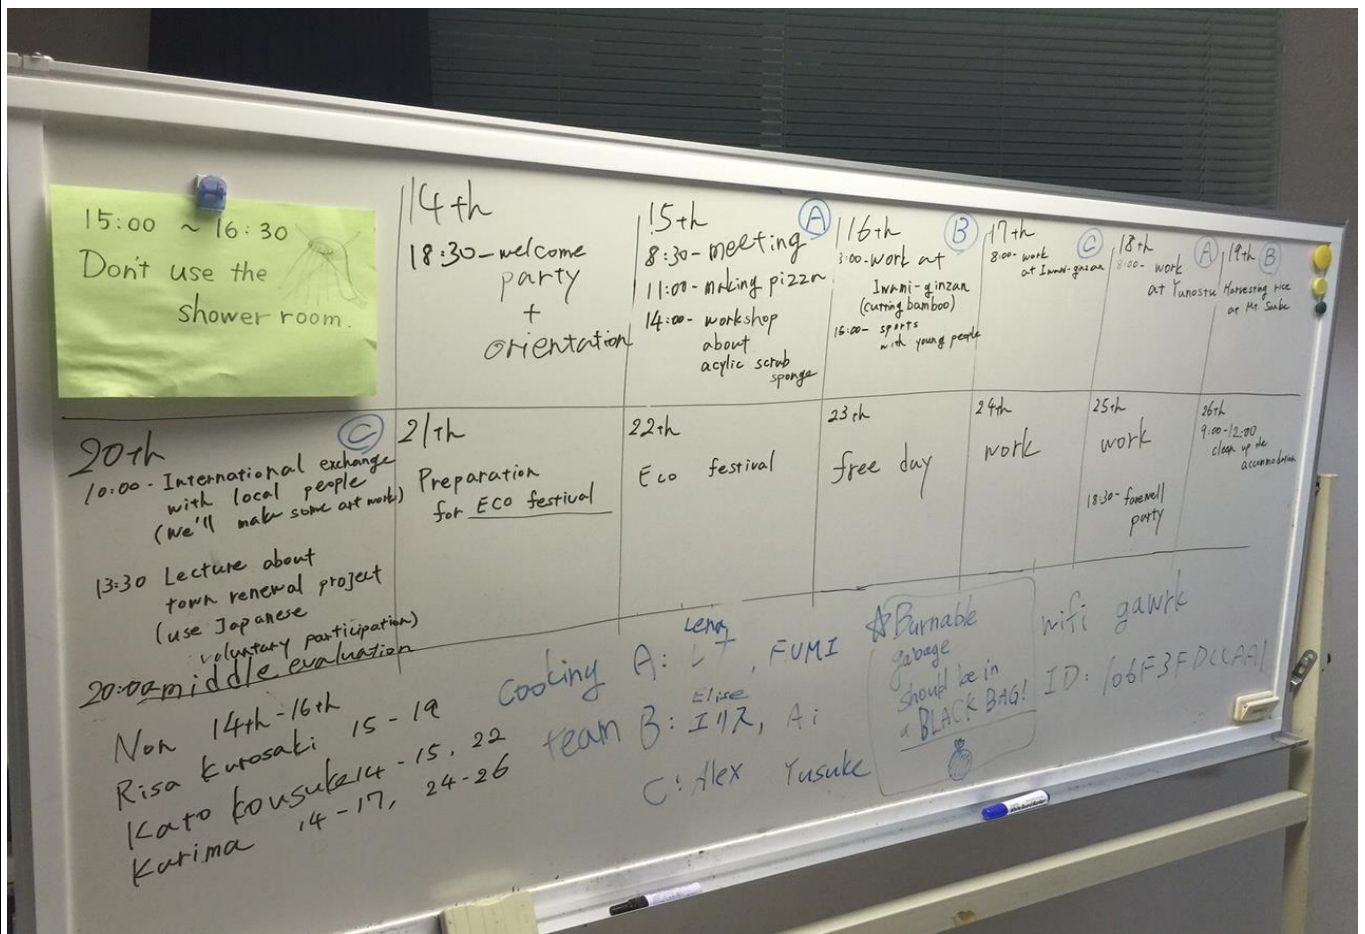 15:00 ~ 16:30
Don't use the
shower room.
14th
18:30-welcome
party
+
orientation
15th A
8:30-meeting
11:00-making pizza
14:00-workshop
about
acylic scrub
sponge
16th B
work at
Iwami-ginzan
(cutting bamboo)
sports
with young people
17th C
8:00-work
at Iwami-ginzan
18th A
8:00-work
at Yunostu
19th B
Harvesting rice
at Mt. Sanbe
20th C
10:00-International exchange
with local people
(We'll make some art work)
13:30 Lecture about
town renewal project
(use Japanese
voluntary participation)
20:00-middle evaluation
21th
Preparation
for ECO festival
22th
Eco festival
23th
free day
24th
work
25th
work
18:30-farewell
party
26th
9:00-12:00
clean up the
accommodation
Non 14th-16th
Risa Kurosaki 15-19
Kato kousuke 14-15, 22
Karima 14-17, 24-26
Lena
Cooking A: , FUMI
Elise
team B: エリス, Ai
C: Alex Yusuke
☆Burnable
gabage
should be in
a BLACK BAG!
wifi gawrk
ID: 106F3FDCCAA1